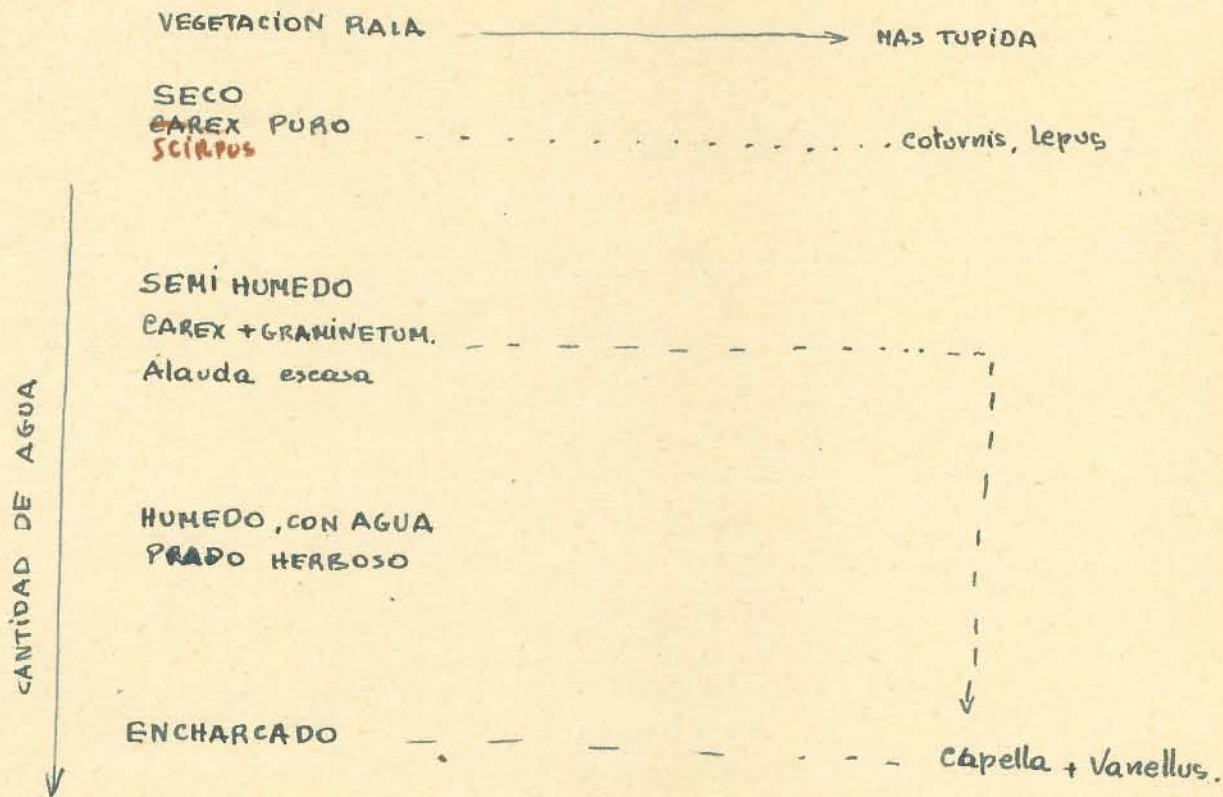 VEGETACION RALA MAS TUPIDA
SECO
CAREX PURO coturnis, Lepus
SCIRPUS
SEMI HUMEDO
CAREX + GRAMINETUM.
Alauda escasa
CANTIDAD DE AGUA
HUMEDO, CON AGUA
PRADO HERBOSO
ENCHARCADO Capella + Vanellus.